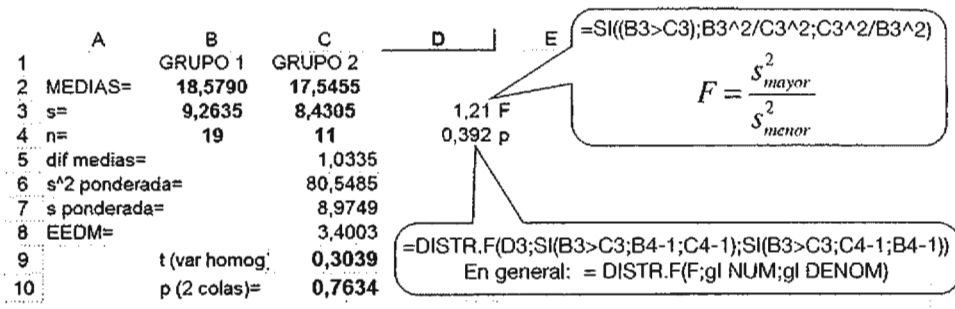 A B C D E
1 GRUPO 1 GRUPO 2
2 MEDIAS= 18,5790 17,5455
3 s= 9,2635 8,4305 1,21 F
4 n= 19 11 0,392 p
5 dif medias= 1,0335
6 s^2 ponderada= 80,5485
7 s ponderada= 8,9749
8 EEDM= 3,4003
9 t (var homog) 0,3039
10 p (2 colas)= 0,7634
=SI((B3>C3);B3^2/C3^2;C3^2/B3^2)
F = s²mayor / s²menor
=DISTR.F(D3;SI(B3>C3;B4-1;C4-1);SI(B3>C3;C4-1;B4-1))
En general: = DISTR.F(F;gl NUM;gl DENOM)